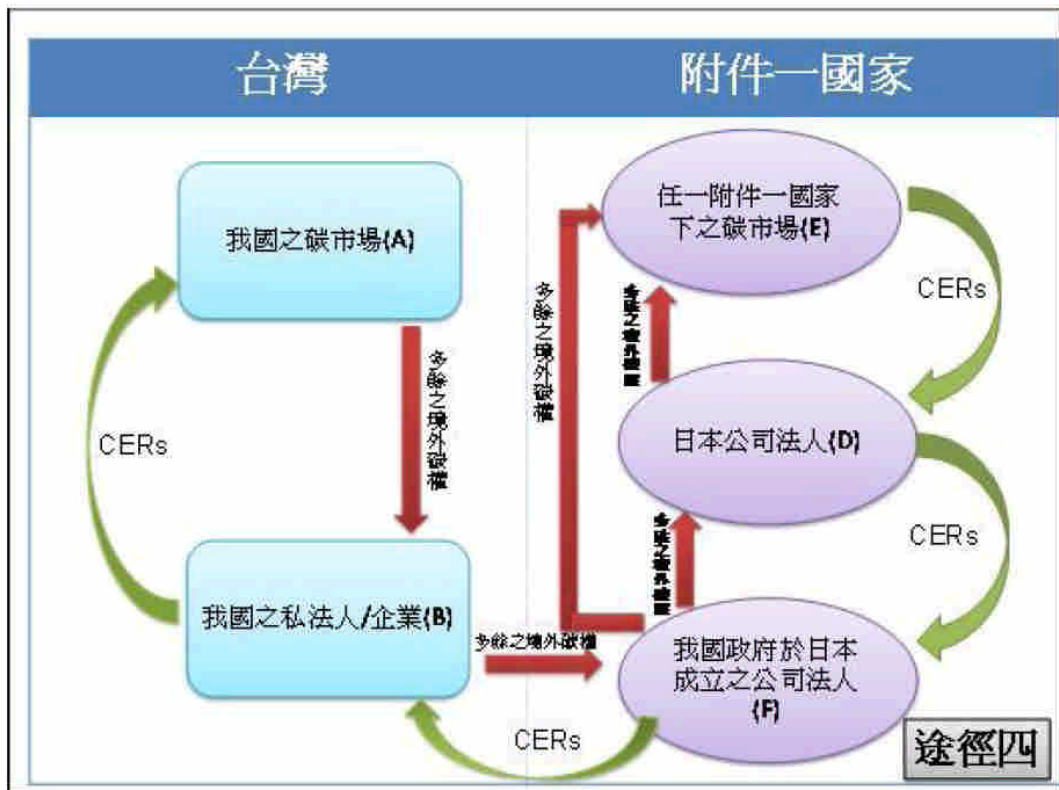 台灣
附件一國家
我國之碳市場(A)
任一附件一國家
下之碳市場(E)
CERs
多餘之境外碳權
多餘之境外碳權
多餘之境外碳權
CERs
日本公司法人(D)
CERs
多餘之境外碳權
我國之私法人/企業(B)
多餘之境外碳權
我國政府於日本
成立之公司法人
(F)
CERs
途徑四